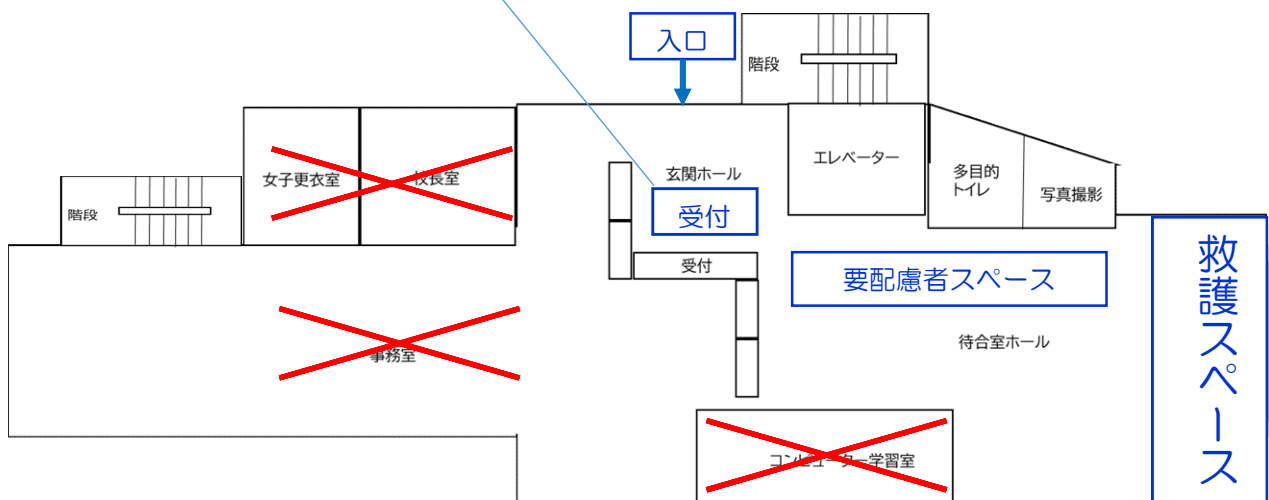 入口
階段
エレベーター
多目的
トイレ
写真撮影
玄関ホール
女子更衣室
校長室
階段
受付
受付
要配慮者スペース
救護スペース
待合室ホール
事務室
コンピューター学習室